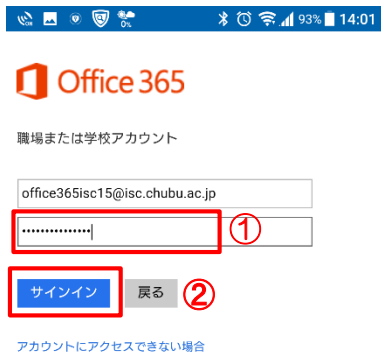 0% 93% 14:01
Office 365
職場または学校アカウント
office365isc15@isc.chubu.ac.jp
•••••••••••••••
①
サインイン 戻る ②
アカウントにアクセスできない場合